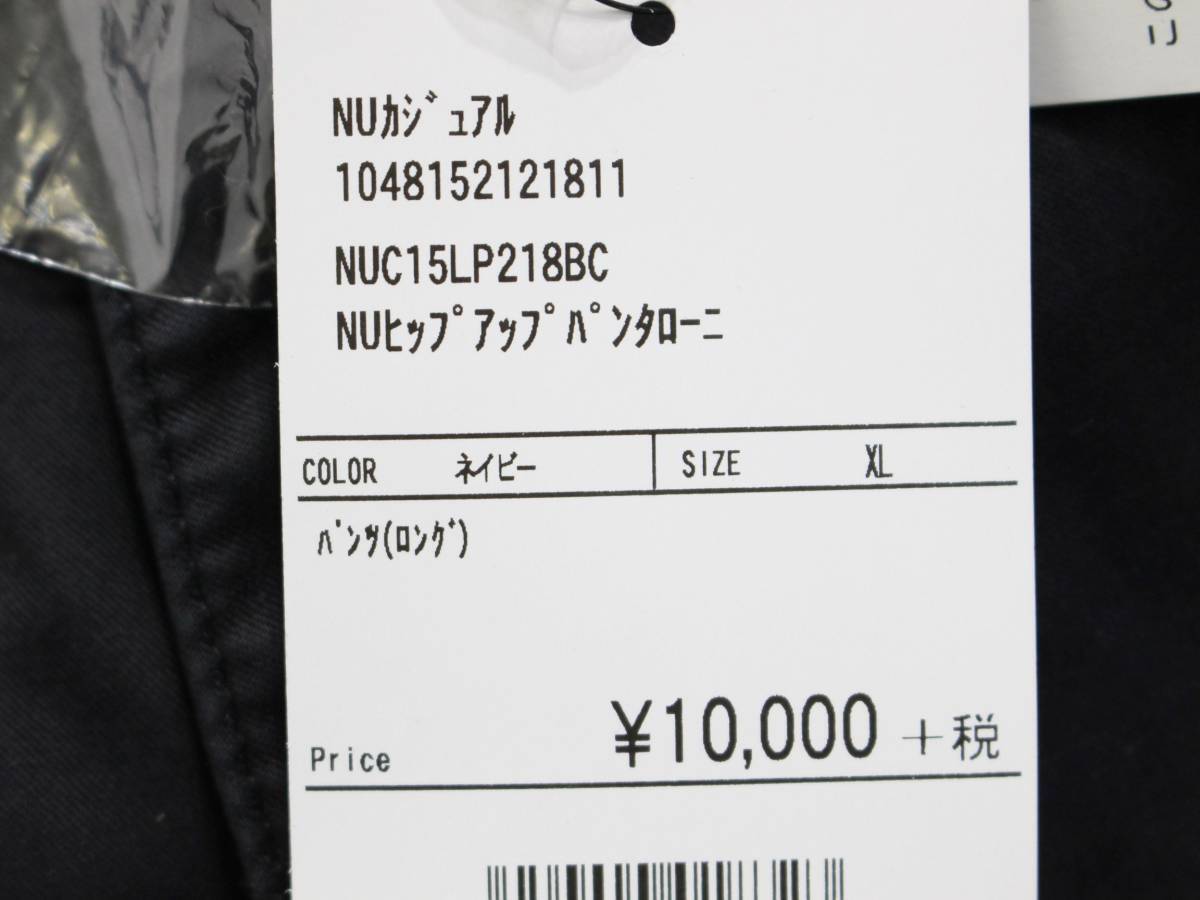 NUｶｼﾞｭｱﾙ
1048152121811
NUC15LP218BC
NUﾋｯﾌﾟｱｯﾌﾟﾊﾟﾝﾀﾛｰﾆ
COLOR ネイビー SIZE XL
ﾊﾟﾝﾂ(ﾛﾝｸﾞ)
Price ¥10,000 +税